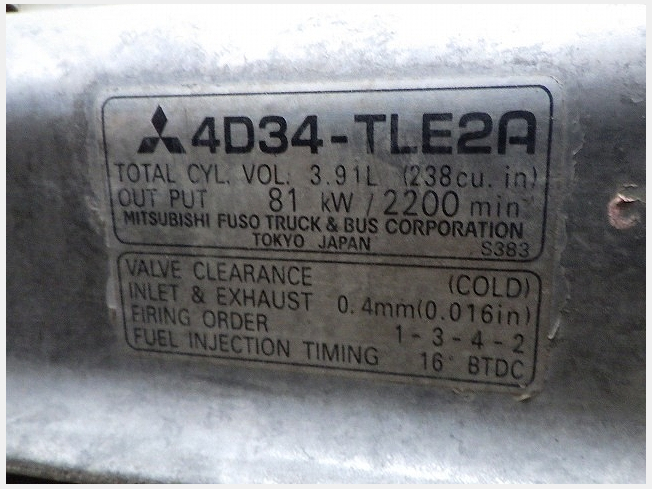 4D34-TLE2A
TOTAL CYL. VOL. 3.91L (238cu. in)
OUT PUT 81 kW / 2200 min⁻
MITSUBISHI FUSO TRUCK & BUS CORPORATION
TOKYO JAPAN S383
VALVE CLEARANCE (COLD)
INLET & EXHAUST 0.4mm(0.016in)
FIRING ORDER 1-3-4-2
FUEL INJECTION TIMING 16° BTDC